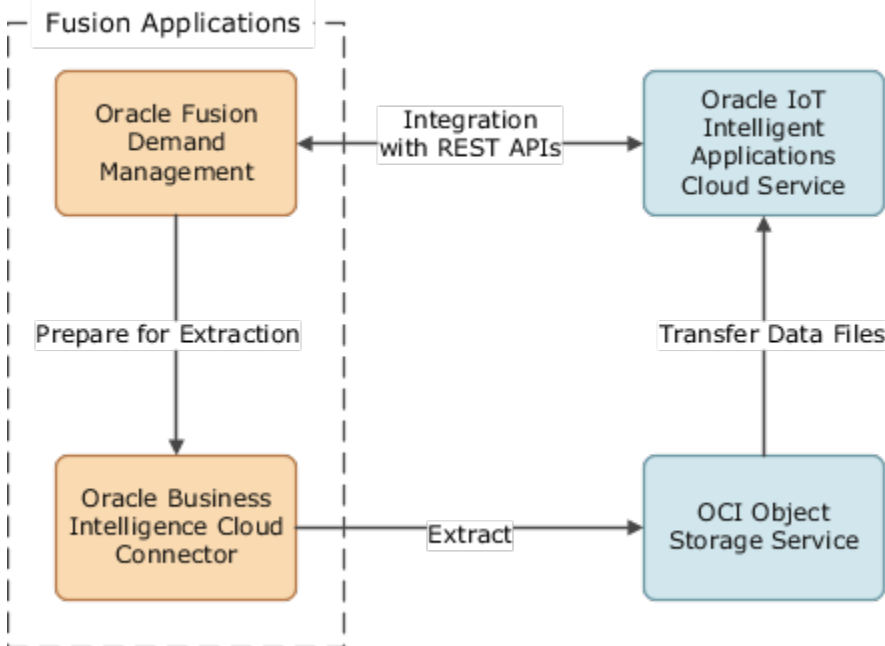 Fusion Applications
Oracle Fusion
Demand
Management
Integration
with REST APIs
Oracle IoT
Intelligent
Applications
Cloud Service
Prepare for Extraction
Transfer Data Files
Oracle Business
Intelligence Cloud
Connector
Extract
OCI Object
Storage Service